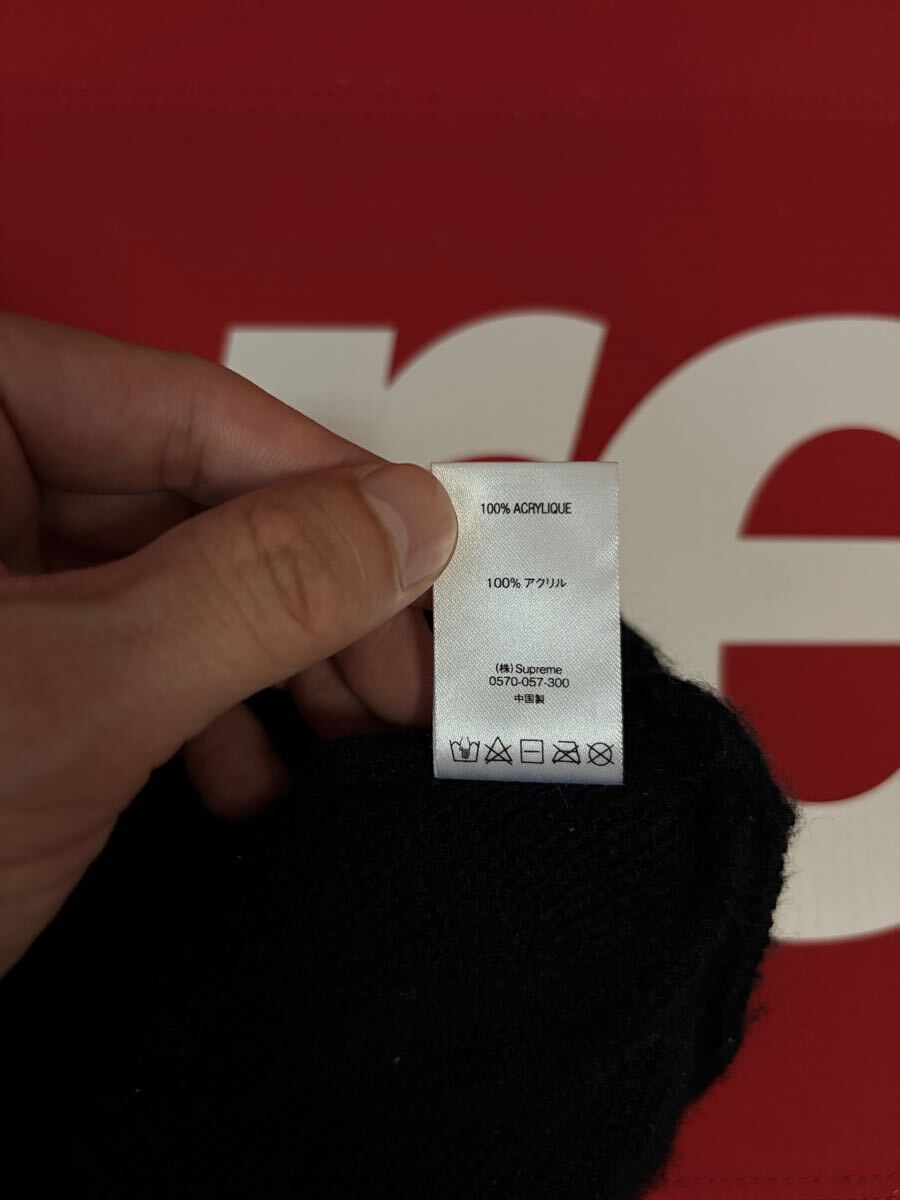 re
100% ACRYLIQUE
100% アクリル
(株) Supreme
0570-057-300
中国製